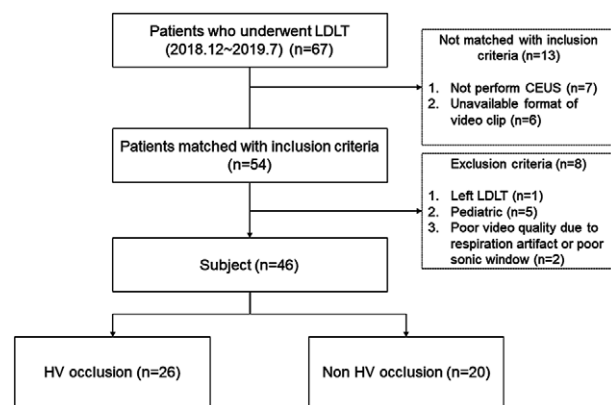 Patients who underwent LDLT
(2018.12~2019.7) (n=67)
Not matched with inclusion
criteria (n=13)
1. Not perform CEUS (n=7)
2. Unavailable format of
video clip (n=6)
Patients matched with inclusion criteria
(n=54)
Exclusion criteria (n=8)
1. Left LDLT (n=1)
2. Pediatric (n=5)
3. Poor video quality due to
respiration artifact or poor
sonic window (n=2)
Subject (n=46)
HV occlusion (n=26)
Non HV occlusion (n=20)